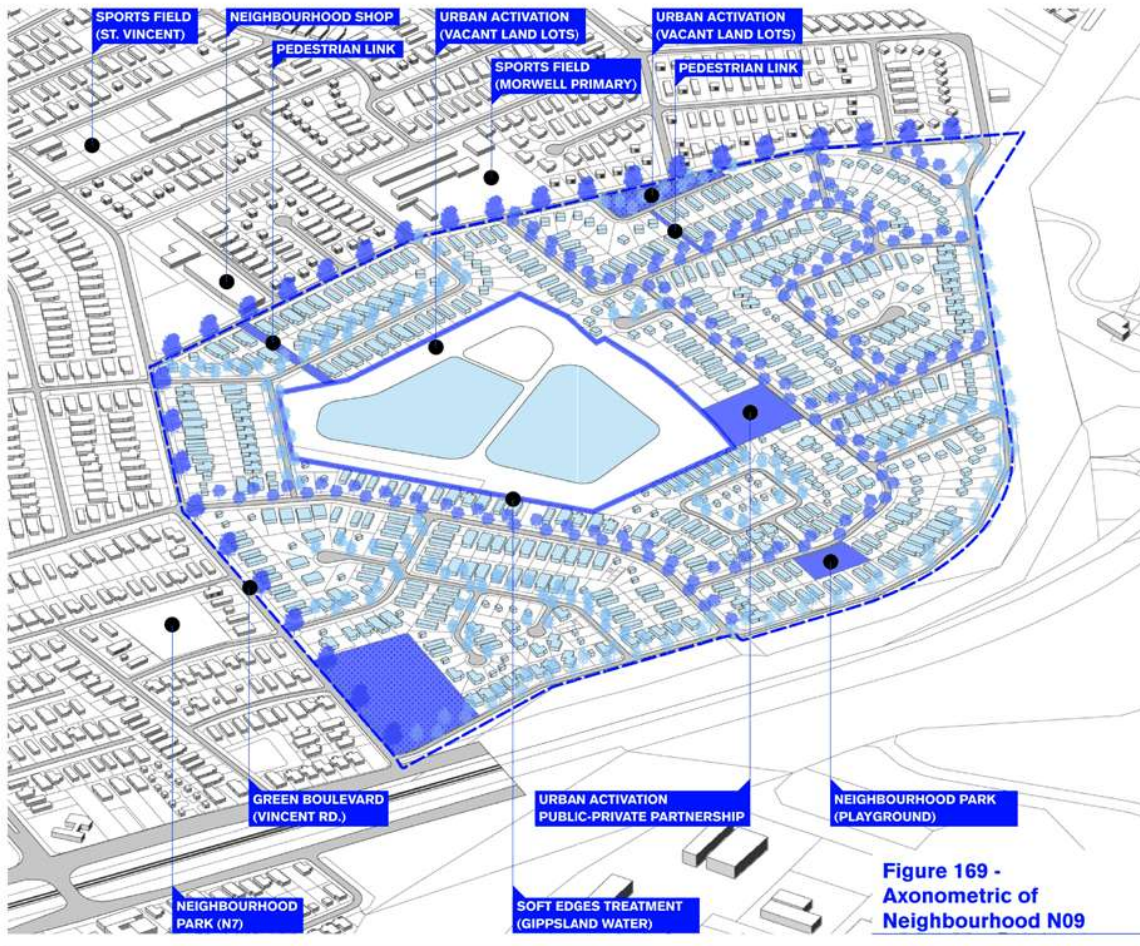 SPORTS FIELD
(ST. VINCENT)
NEIGHBOURHOOD SHOP
PEDESTRIAN LINK
URBAN ACTIVATION
(VACANT LAND LOTS)
SPORTS FIELD
(MORWELL PRIMARY)
URBAN ACTIVATION
(VACANT LAND LOTS)
PEDESTRIAN LINK
GREEN BOULEVARD
(VINCENT RD.)
URBAN ACTIVATION
PUBLIC-PRIVATE PARTNERSHIP
NEIGHBOURHOOD PARK
(PLAYGROUND)
NEIGHBOURHOOD
PARK (N7)
SOFT EDGES TREATMENT
(GIPPSLAND WATER)
Figure 169 -
Axonometric of
Neighbourhood N09